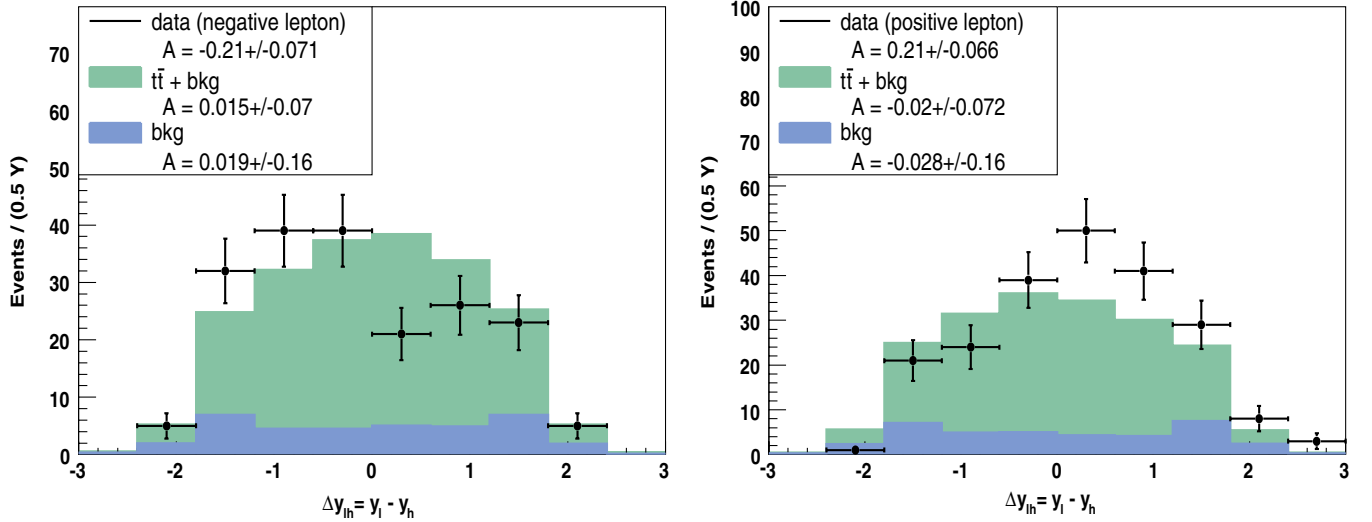 data (negative lepton)
A = -0.21+/-0.071
tt̄ + bkg
A = 0.015+/-0.07
bkg
A = 0.019+/-0.16
70
60
50
40
30
20
10
0
Events / (0.5 Y)
-3 -2 -1 0 1 2 3
Δy_lh = y_l - y_h
data (positive lepton)
A = 0.21+/-0.066
tt̄ + bkg
A = -0.02+/-0.072
bkg
A = -0.028+/-0.16
100
90
80
70
60
50
40
30
20
10
0
Events / (0.5 Y)
-3 -2 -1 0 1 2 3
Δy_lh = y_l - y_h